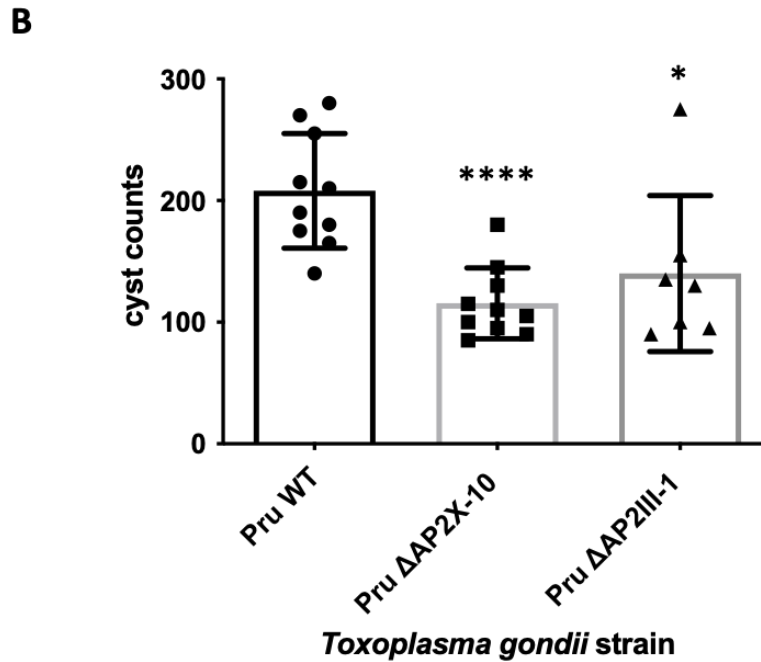 B
300
200
100
0
cyst counts
****
*
Pru WT
Pru ΔAP2X-10
Pru ΔAP2III-1
Toxoplasma gondii strain